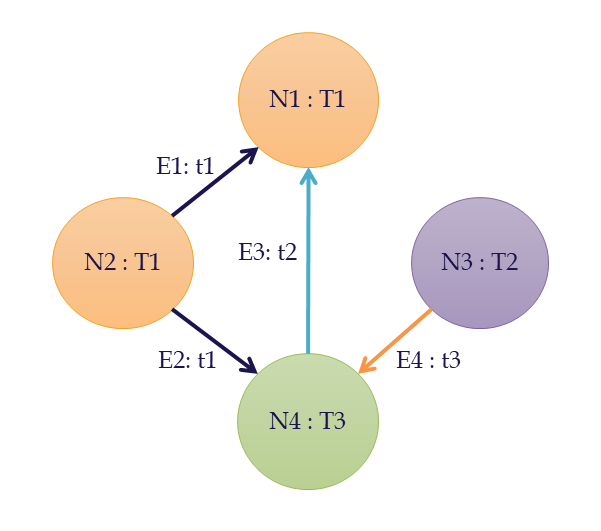 N1 : T1
E1: t1
E3: t2
N2 : T1
N3 : T2
E2: t1
E4 : t3
N4 : T3